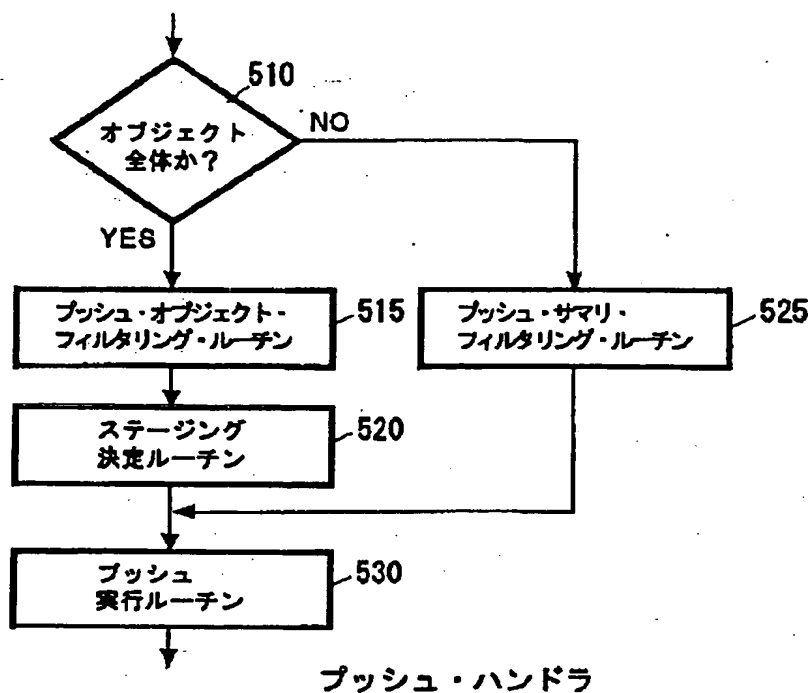 510
オブジェクト
全体か?
NO
YES
プッシュ・オブジェクト・
フィルタリング・ルーチン
515
プッシュ・サマリ・
フィルタリング・ルーチン
525
ステージング
決定ルーチン
520
プッシュ
実行ルーチン
530
プッシュ・ハンドラ